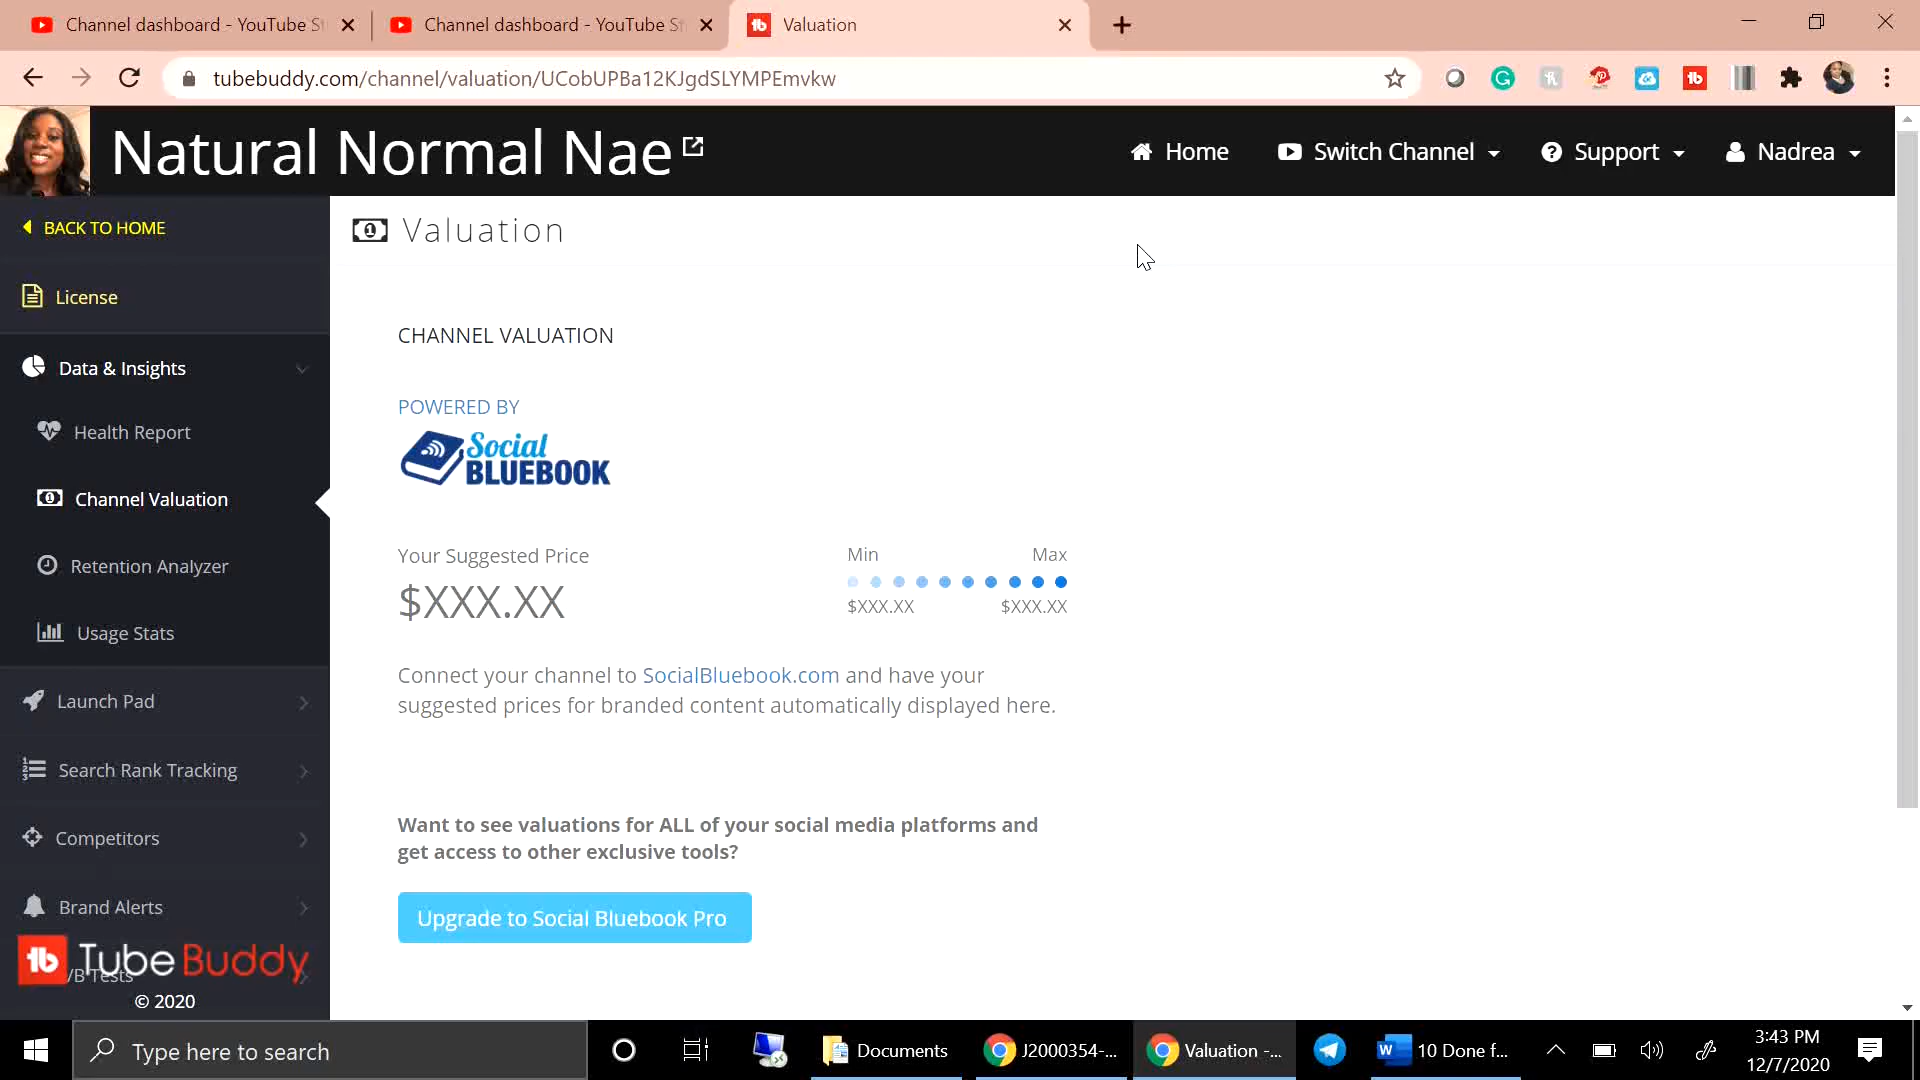 Channel dashboard - YouTube St
Channel dashboard - YouTube St
Valuation
tubebuddy.com/channel/valuation/UCobUPBa12KJgdSLYMPEmvkw
Natural Normal Nae
Home
Switch Channel
Support
Nadrea
BACK TO HOME
License
Data & Insights
Health Report
Channel Valuation
Retention Analyzer
Usage Stats
Launch Pad
Search Rank Tracking
Competitors
Brand Alerts
/B Tests
TubeBuddy
© 2020
Valuation
CHANNEL VALUATION
POWERED BY
Social
BLUEBOOK
Your Suggested Price
$XXX.XX
Min Max
$XXX.XX $XXX.XX
Connect your channel to SocialBluebook.com and have your
suggested prices for branded content automatically displayed here.
Want to see valuations for ALL of your social media platforms and
get access to other exclusive tools?
Upgrade to Social Bluebook Pro
Type here to search
Documents
J2000354-...
Valuation -...
10 Done f...
3:43 PM
12/7/2020